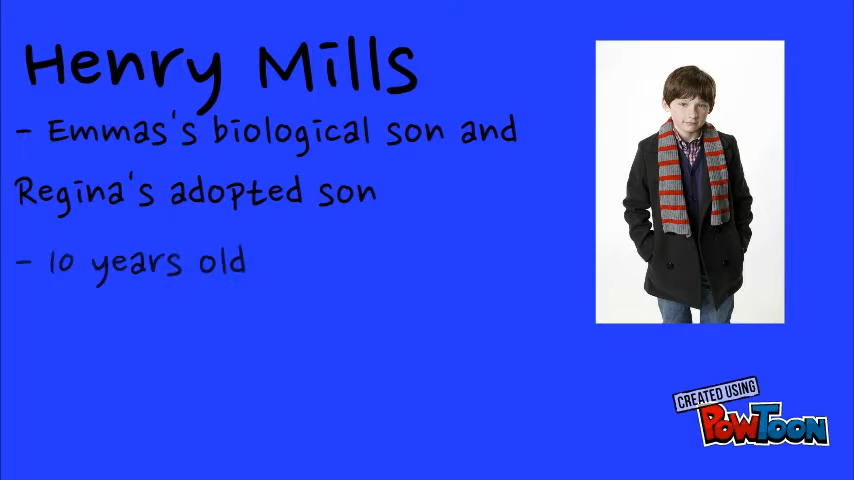 Henry Mills
- Emmas's biological son and
Regina's adopted son
- 10 years old
CREATED USING
POWTOON